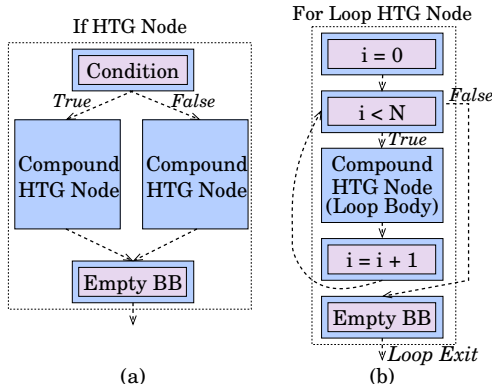 If HTG Node
Condition
True
False
Compound
HTG Node
Compound
HTG Node
Empty BB
(a)
For Loop HTG Node
i = 0
False
i < N
True
Compound
HTG Node
(Loop Body)
i = i + 1
Empty BB
Loop Exit
(b)